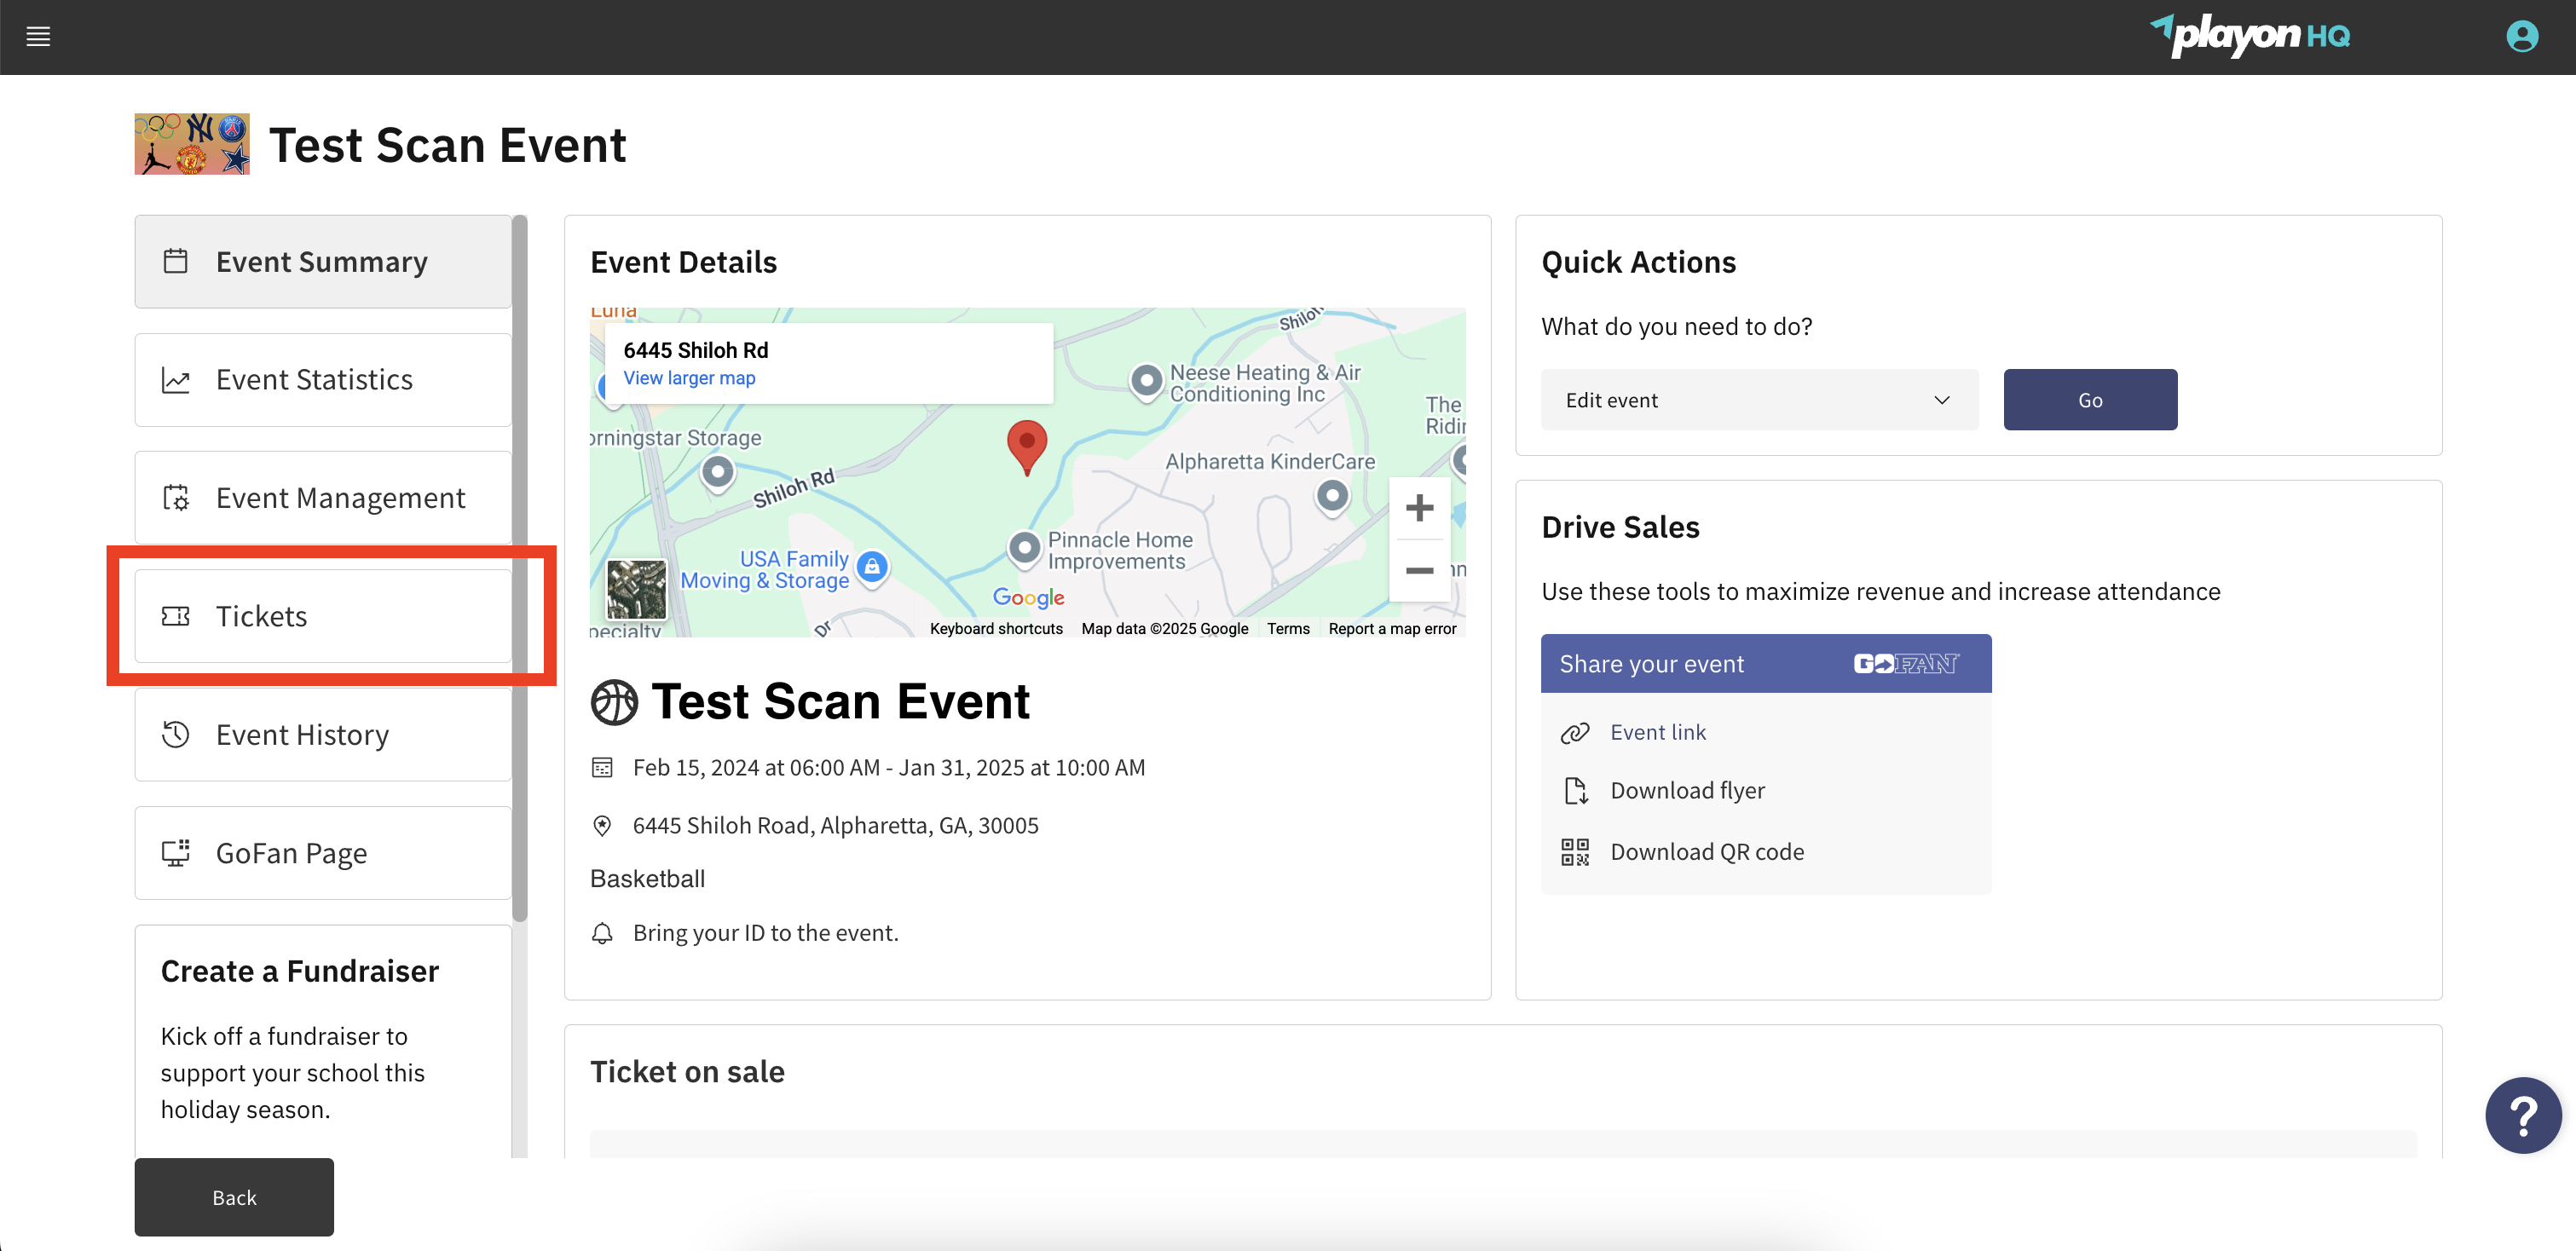 playon HQ
Test Scan Event
Event Summary
Event Statistics
Event Management
Tickets
Event History
GoFan Page
Create a Fundraiser
Kick off a fundraiser to
support your school this
holiday season.
Back
Event Details
Luna
6445 Shiloh Rd
View larger map
Shiloh
Neese Heating & Air
Conditioning Inc
The
Ridin
orningstar Storage
Shiloh Rd
Alpharetta KinderCare
Pinnacle Home
Improvements
USA Family
Moving & Storage
Google
pecialty
Dr
Keyboard shortcuts
Map data ©2025 Google
Terms
Report a map error
Test Scan Event
Feb 15, 2024 at 06:00 AM - Jan 31, 2025 at 10:00 AM
6445 Shiloh Road, Alpharetta, GA, 30005
Basketball
Bring your ID to the event.
Quick Actions
What do you need to do?
Edit event
Go
Drive Sales
Use these tools to maximize revenue and increase attendance
Share your event
GOFAN
Event link
Download flyer
Download QR code
Ticket on sale
?